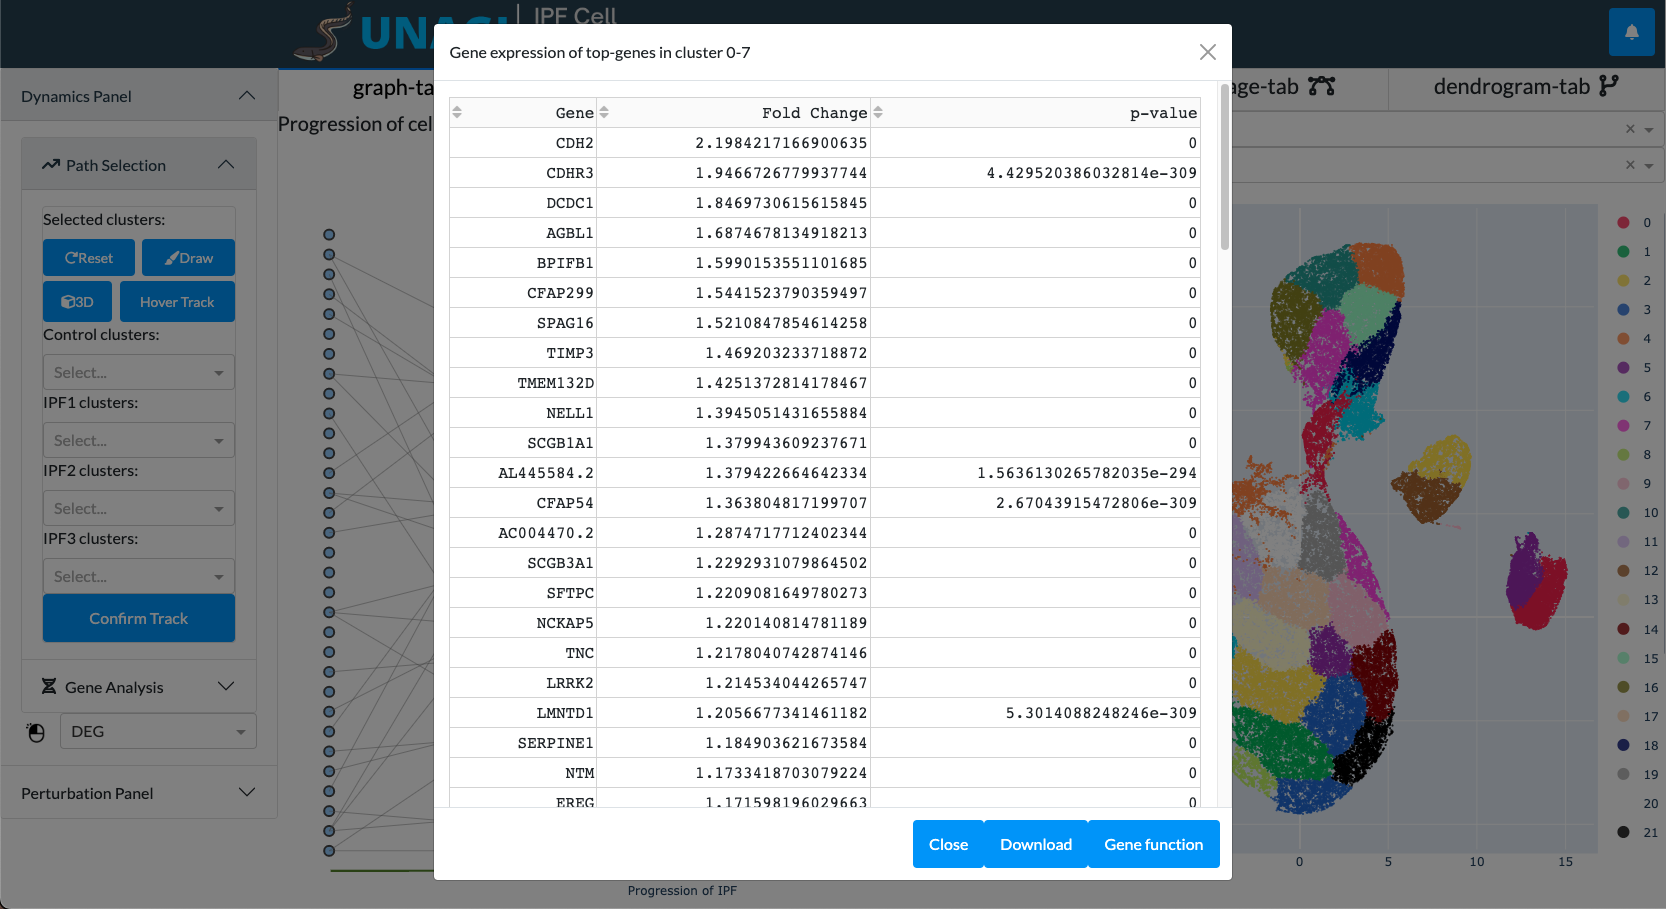 UNAGI
IPF Cell
Gene expression of top-genes in cluster 0-7
Dynamics Panel
graph-ta
age-tab
dendrogram-tab
Progression of cel
Path Selection
Selected clusters:
Reset
Draw
3D
Hover Track
Control clusters:
Select...
IPF1 clusters:
Select...
IPF2 clusters:
Select...
IPF3 clusters:
Select...
Confirm Track
Gene Analysis
DEG
Perturbation Panel
Gene Fold Change p-value
CDH2 2.1984217166900635 0
CDHR3 1.9466726779937744 4.429520386032814e-309
DCDC1 1.8469730615615845 0
AGBL1 1.6874678134918213 0
BPIFB1 1.5990153551101685 0
CFAP299 1.5441523790359497 0
SPAG16 1.5210847854614258 0
TIMP3 1.469203233718872 0
TMEM132D 1.4251372814178467 0
NELL1 1.3945051431655884 0
SCGB1A1 1.379943609237671 0
AL445584.2 1.379422664642334 1.5636130265782035e-294
CFAP54 1.363804817199707 2.67043915472806e-309
AC004470.2 1.2874717712402344 0
SCGB3A1 1.2292931079864502 0
SFTPC 1.2209081649780273 0
NCKAP5 1.220140814781189 0
TNC 1.2178040742874146 0
LRRK2 1.214534044265747 0
LMNTD1 1.2056677341461182 5.3014088248246e-309
SERPINE1 1.184903621673584 0
NTM 1.1733418703079224 0
EREG 1.171598196029663 0
Close
Download
Gene function
0
1
2
3
4
5
6
7
8
9
10
11
12
13
14
15
16
17
18
19
20
21
0 5 10 15
Progression of IPF